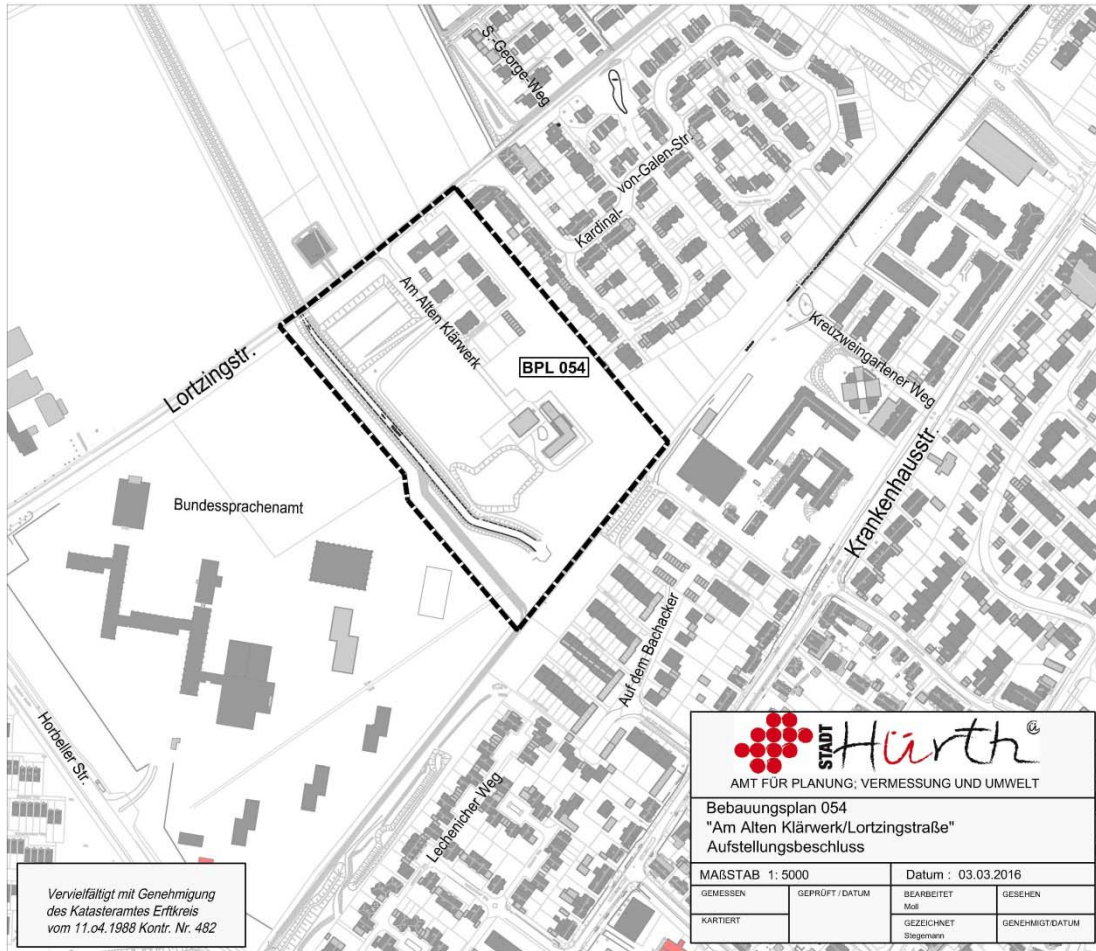 S.-George-Weg
von-Galen-Str.
Kardinal-
Am Alten Klärwerk
BPL 054
Lortzingstr.
Kreuzweingartener Weg
Krankenhausstr.
Bundessprachenamt
Auf dem Bachacker
Horbeller Str.
Lechenicher Weg
Vervielfältigt mit Genehmigung
des Katasteramtes Erftkreis
vom 11.o4.1988 Kontr. Nr. 482
STADT Hürth ü
AMT FÜR PLANUNG; VERMESSUNG UND UMWELT
Bebauungsplan 054
"Am Alten Klärwerk/Lortzingstraße"
Aufstellungsbeschluss
MAßSTAB 1: 5000 Datum : 03.03.2016
GEMESSEN GEPRÜFT / DATUM BEARBEITET GESEHEN
Moll
KARTIERT GEZEICHNET GENEHMIGT/DATUM
Stegemann